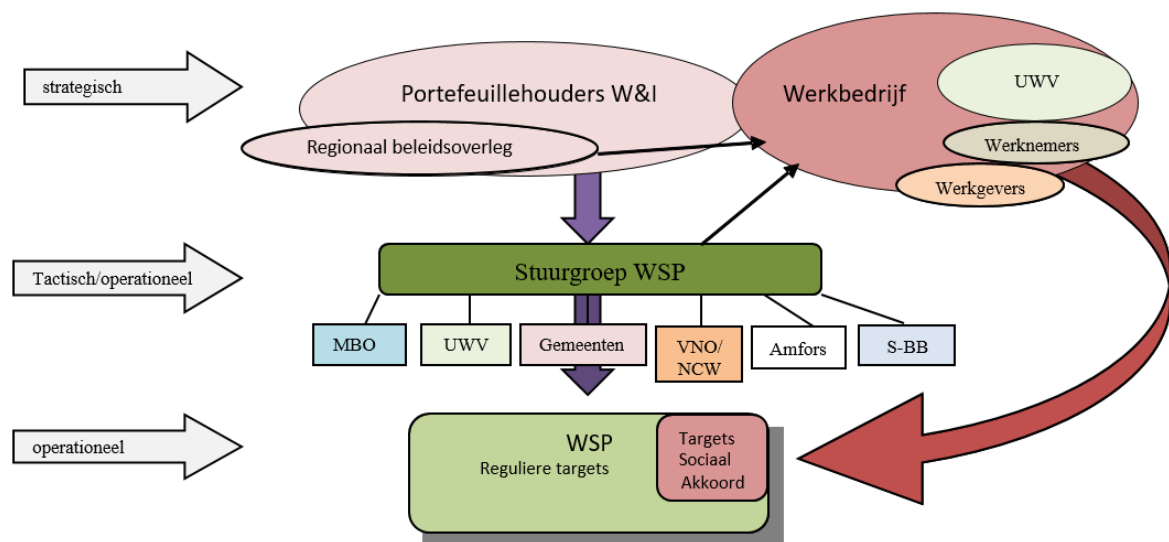 strategisch
Portefeuillehouders W&I
Werkbedrijf
UWV
Regionaal beleidsoverleg
Werknemers
Werkgevers
Tactisch/operationeel
Stuurgroep WSP
MBO
UWV
Gemeenten
VNO/
NCW
Amfors
S-BB
operationeel
WSP
Reguliere targets
Targets
Sociaal
Akkoord